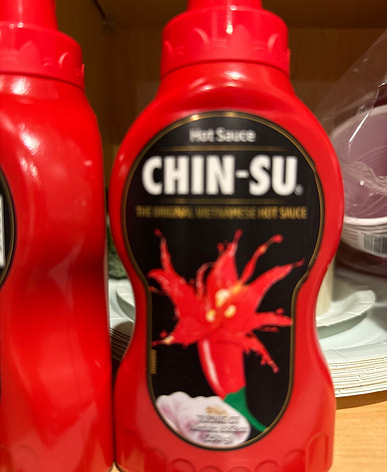 Hot Sauce
CHIN-SU®
THE ORIGINAL VIETNAMESE HOT SAUCE